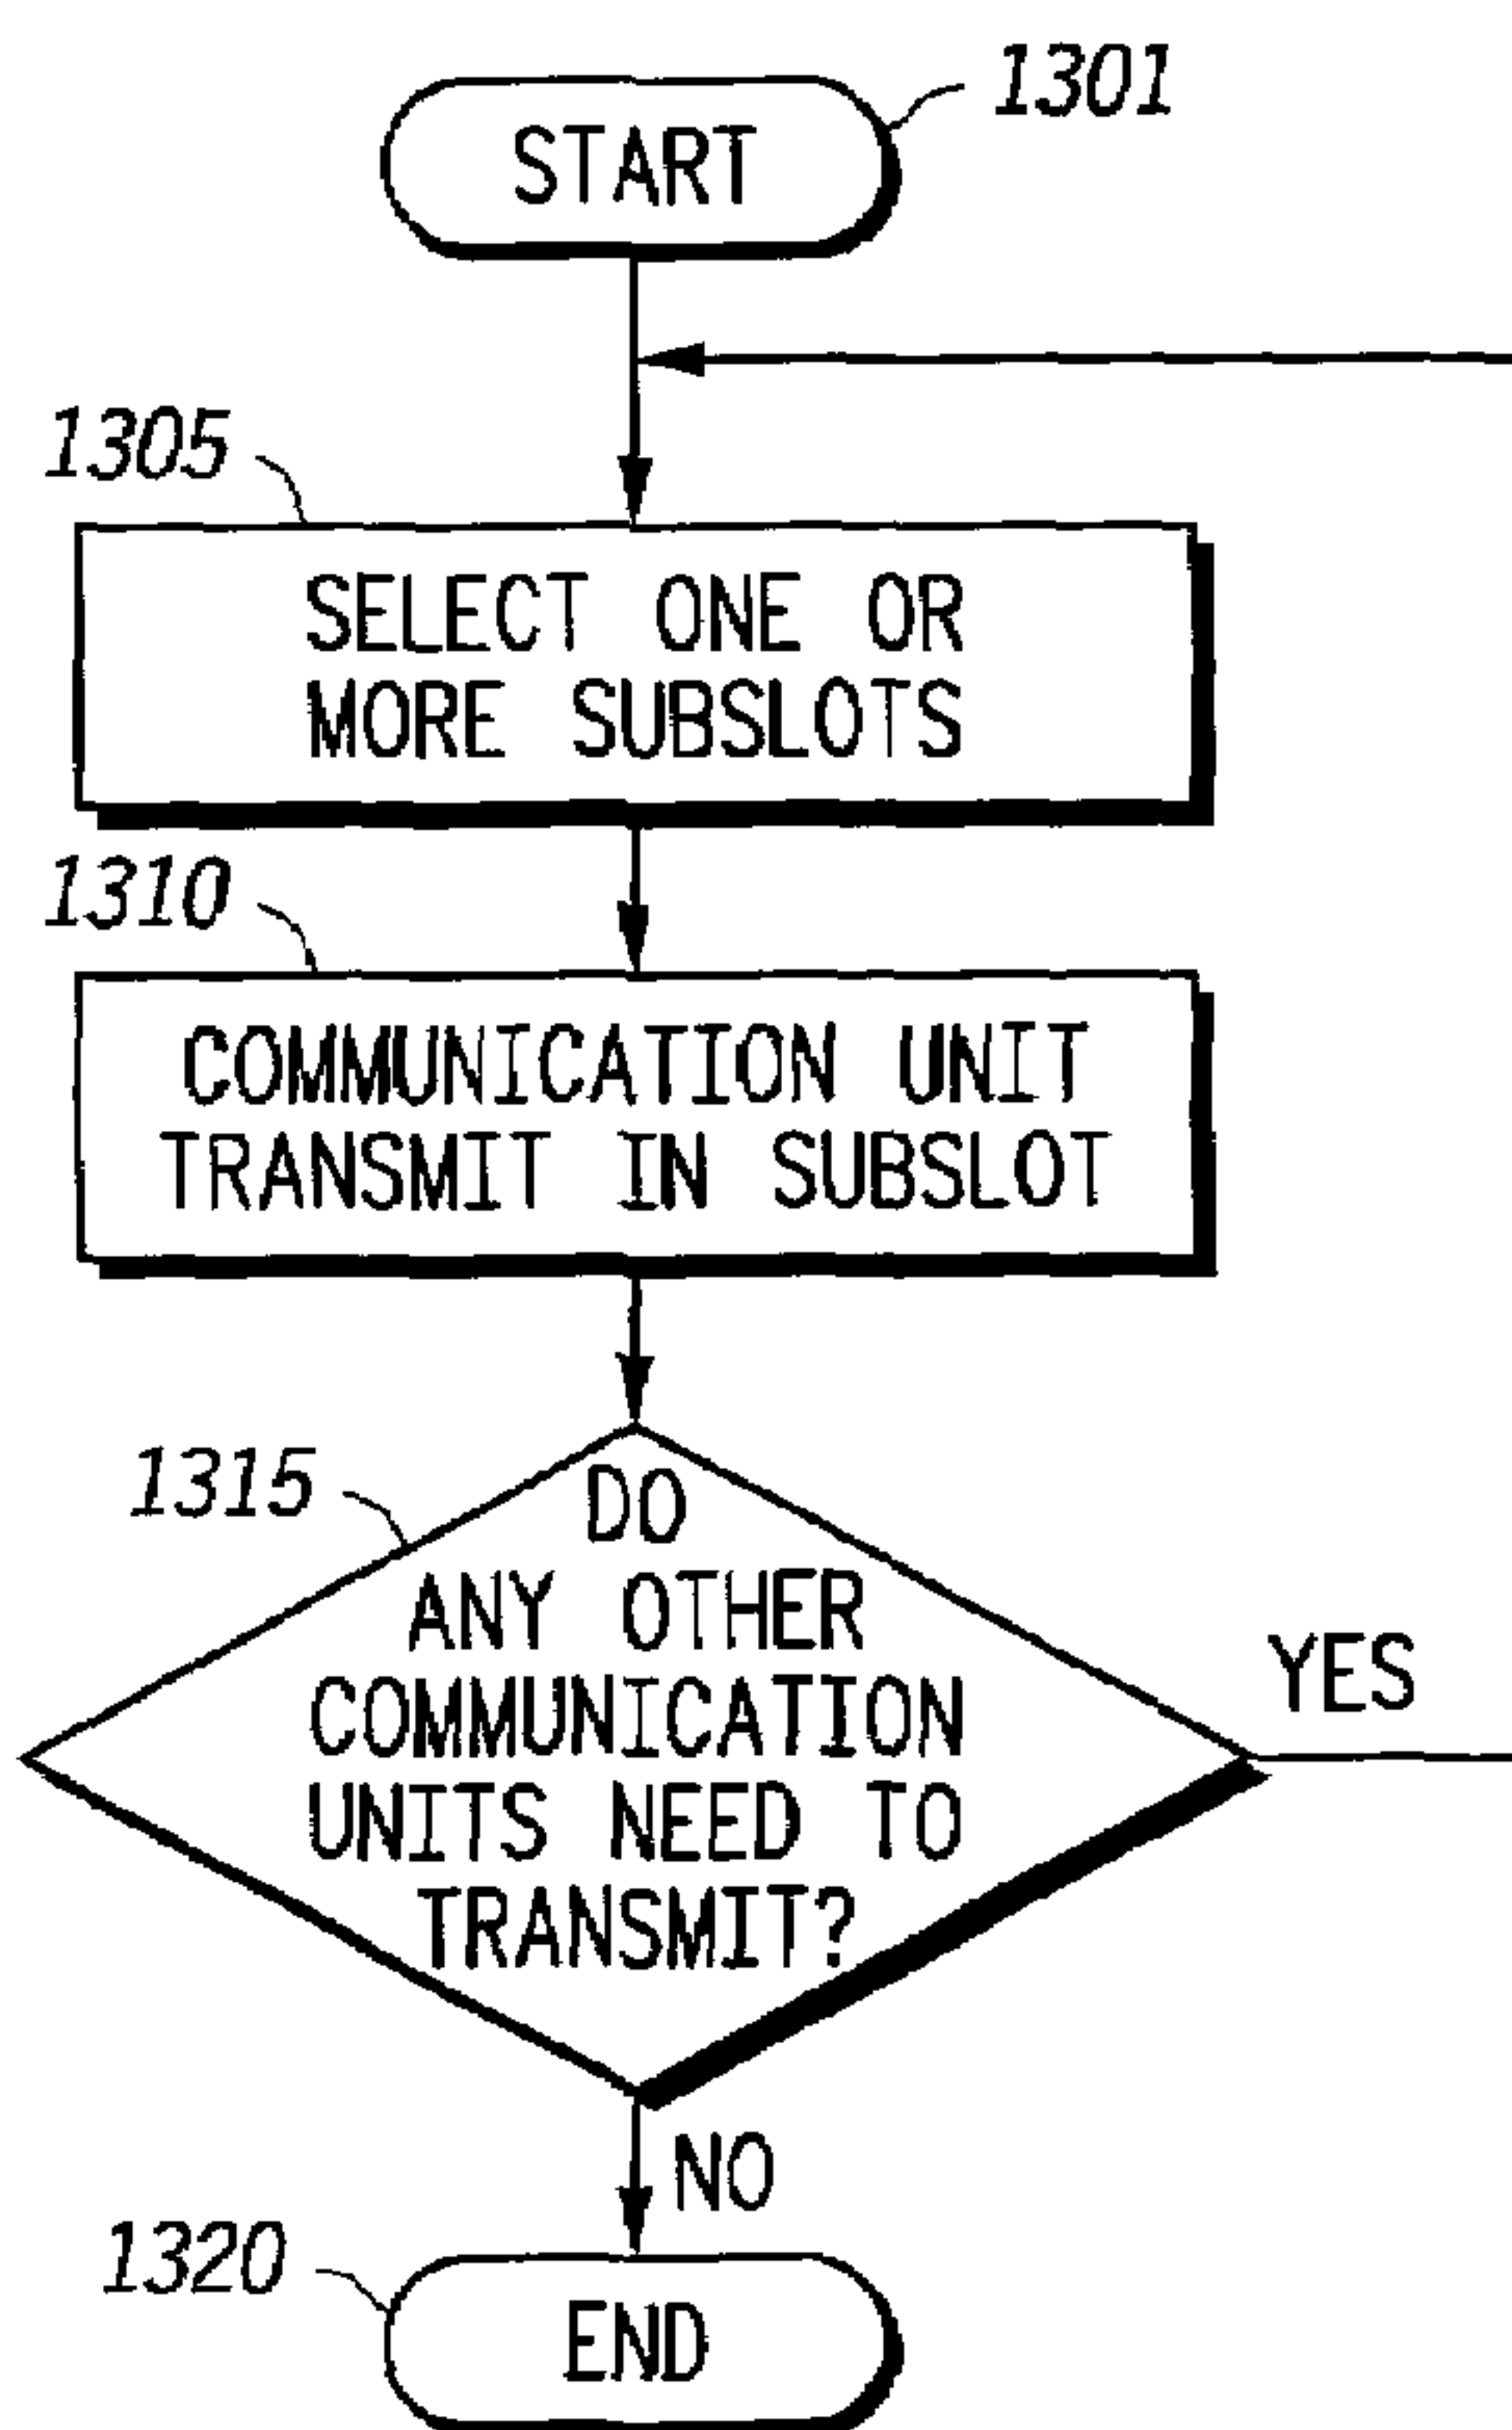 1301
START
1305
SELECT ONE OR
MORE SUBSLOTS
1310
COMMUNICATION UNIT
TRANSMIT IN SUBSLOT
1315
DO
ANY OTHER
COMMUNICATION
UNITS NEED TO
TRANSMIT?
YES
NO
1320
END